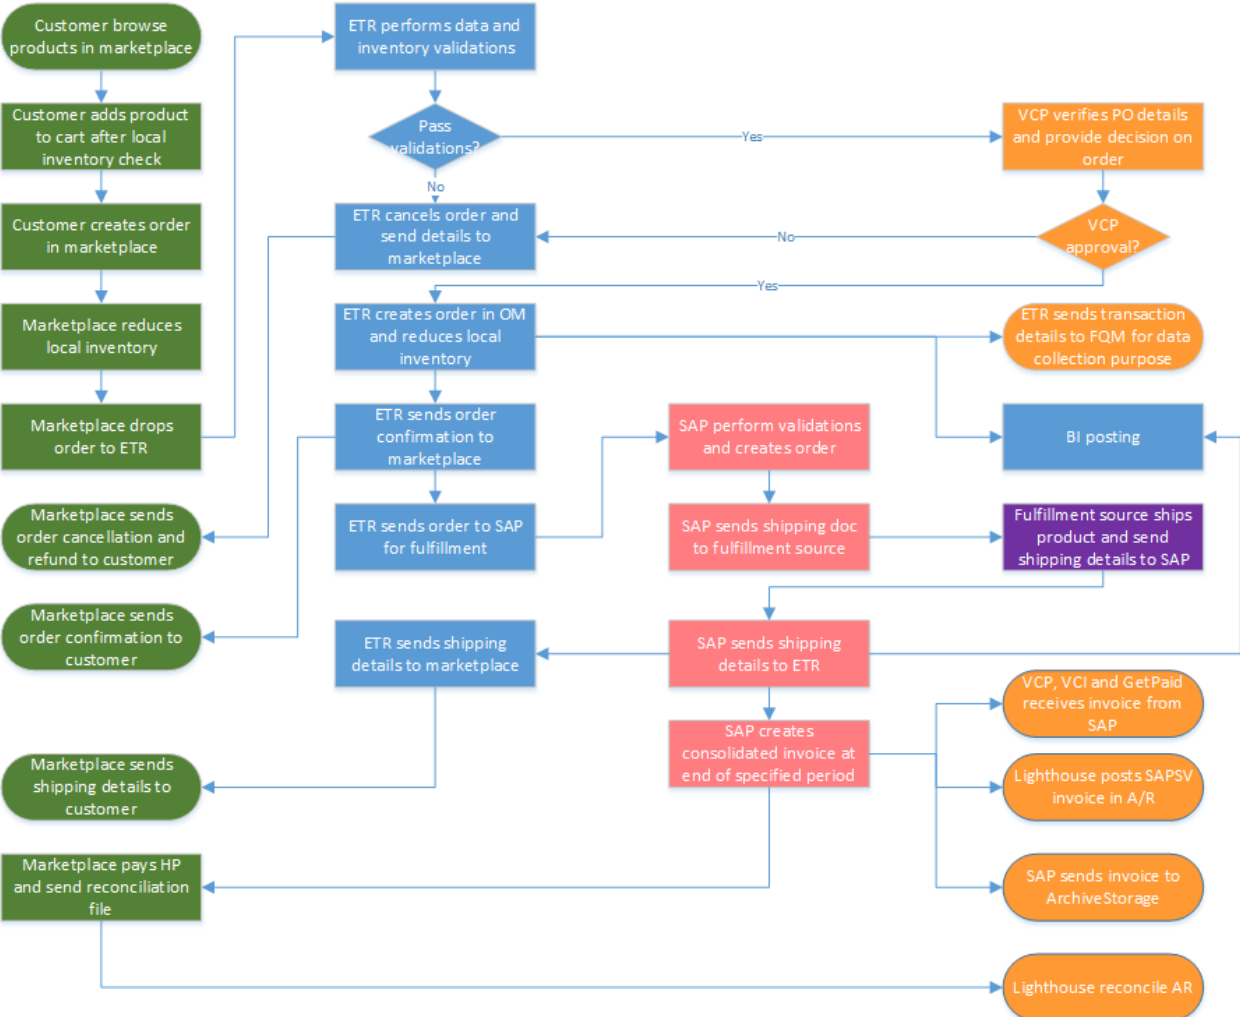 Customer browse
products in marketplace
Customer adds product
to cart after local
inventory check
Customer creates order
in marketplace
Marketplace reduces
local inventory
Marketplace drops
order to ETR
Marketplace sends
order cancellation and
refund to customer
Marketplace sends
order confirmation to
customer
Marketplace sends
shipping details to
customer
Marketplace pays HP
and send reconciliation
file
ETR performs data and
inventory validations
Pass
validations?
Yes
No
ETR cancels order and
send details to
marketplace
No
Yes
ETR creates order in OM
and reduces local
inventory
ETR sends order
confirmation to
marketplace
ETR sends order to SAP
for fulfillment
ETR sends shipping
details to marketplace
SAP perform validations
and creates order
SAP sends shipping doc
to fulfillment source
SAP sends shipping
details to ETR
SAP creates
consolidated invoice at
end of specified period
VCP verifies PO details
and provide decision on
order
VCP
approval?
ETR sends transaction
details to FQM for data
collection purpose
BI posting
Fulfillment source ships
product and send
shipping details to SAP
VCP, VCI and GetPaid
receives invoice from
SAP
Lighthouse posts SAPSV
invoice in A/R
SAP sends invoice to
ArchiveStorage
Lighthouse reconcile AR